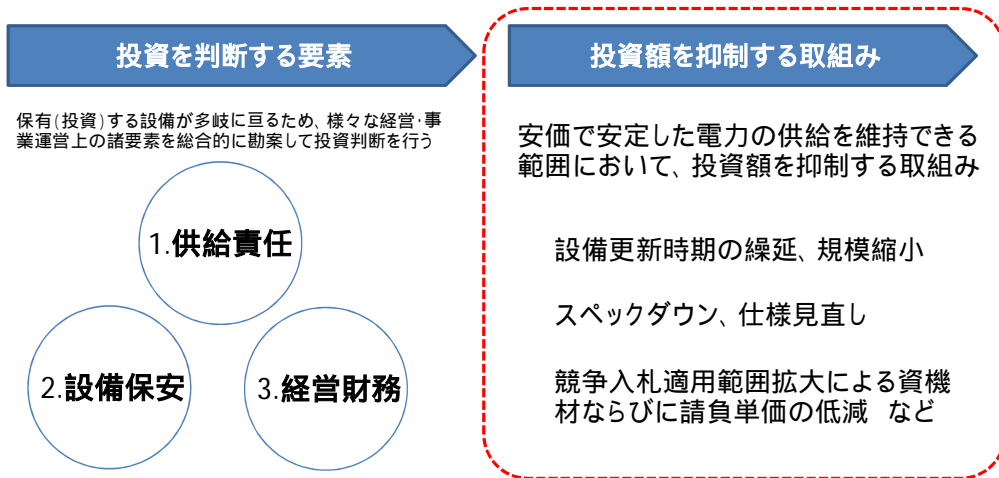 投資を判断する要素
保有(投資)する設備が多岐に亘るため、様々な経営・事
業運営上の諸要素を総合的に勘案して投資判断を行う
1.供給責任
2.設備保安
3.経営財務
投資額を抑制する取組み
安価で安定した電力の供給を維持できる
範囲において、投資額を抑制する取組み
設備更新時期の繰延、規模縮小
スペックダウン、仕様見直し
競争入札適用範囲拡大による資機
材ならびに請負単価の低減 など